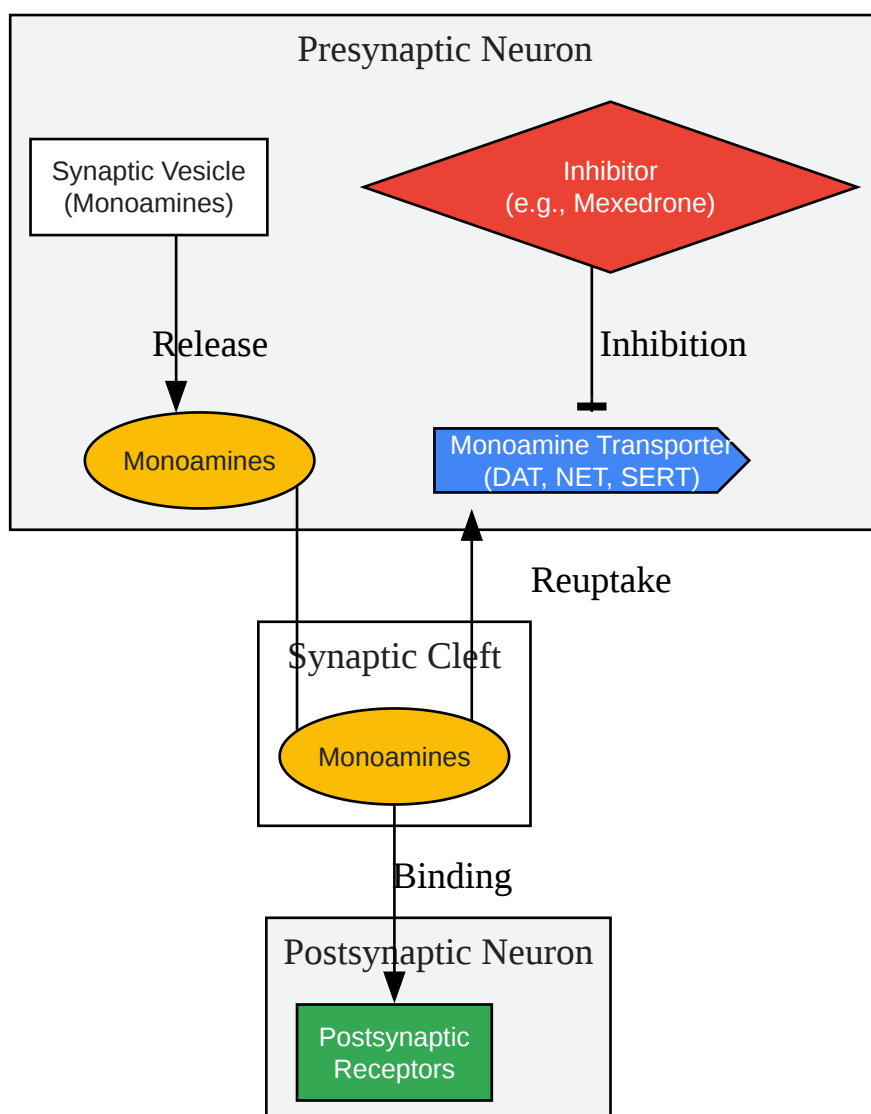 Presynaptic Neuron
Synaptic Vesicle
(Monoamines)
Inhibitor
(e.g., Mexedrone)
Release
Inhibition
Monoamines
Monoamine Transporter
(DAT, NET, SERT)
Reuptake
Synaptic Cleft
Monoamines
Binding
Postsynaptic Neuron
Postsynaptic
Receptors